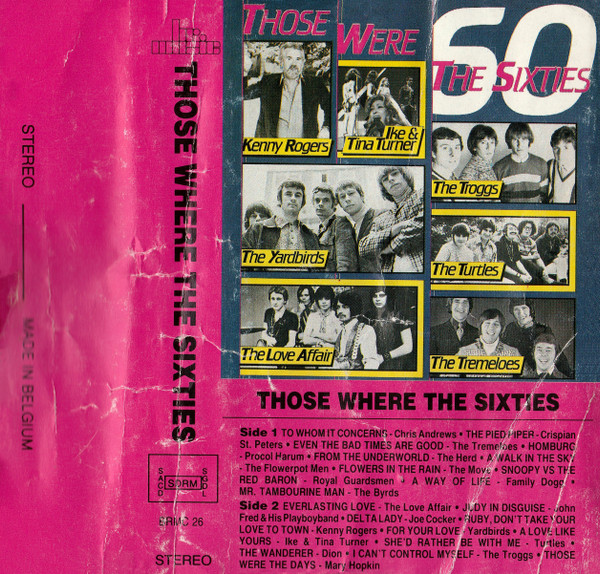 STEREO
MADE IN BELGIUM
THOSE WHERE THE SIXTIES
SACD
SDRM
SGDL
BRMC 26
STEREO
THOSE WERE
60
THE SIXTIES
Kenny Rogers
Ike &
Tina Turner
The Troggs
The Yardbirds
The Turtles
The Love Affair
The Tremeloes
THOSE WHERE THE SIXTIES
Side 1 TO WHOM IT CONCERNS - Chris Andrews • THE PIED PIPER - Crispian
St. Peters • EVEN THE BAD TIMES ARE GOOD - The Tremeloes • HOMBURG
- Procol Harum • FROM THE UNDERWORLD - The Herd • A WALK IN THE SKY
- The Flowerpot Men • FLOWERS IN THE RAIN - The Move • SNOOPY VS THE
RED BARON - Royal Guardsmen • A WAY OF LIFE - Family Dogg •
MR. TAMBOURINE MAN - The Byrds
Side 2 EVERLASTING LOVE - The Love Affair • JUDY IN DISGUISE - John
Fred & His Playboyband • DELTA LADY - Joe Cocker • RUBY, DON'T TAKE YOUR
LOVE TO TOWN - Kenny Rogers • FOR YOUR LOVE - Yardbirds • A LOVE LIKE
YOURS - Ike & Tina Turner • SHE'D RATHER BE WITH ME - Turtles •
THE WANDERER - Dion • I CAN'T CONTROL MYSELF - The Troggs • THOSE
WERE THE DAYS - Mary Hopkin